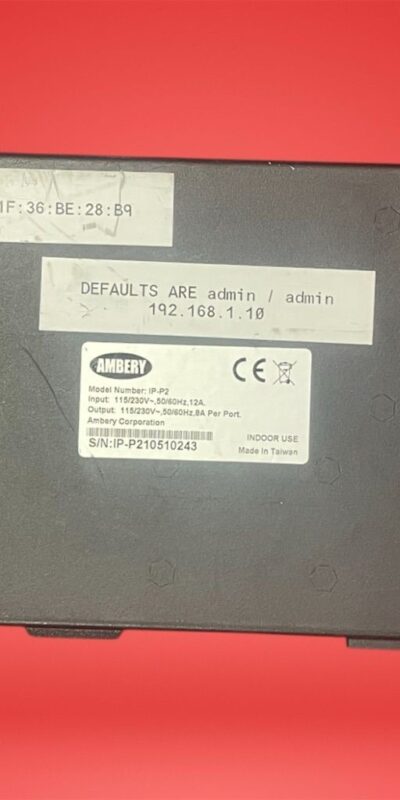 1F:36:BE:28:B9
DEFAULTS ARE admin / admin
192.168.1.10
AMBERY
CE
Model Number: IP-P2
Input: 115/230V~,50/60Hz,12A.
Output: 115/230V~,50/60Hz,8A Per Port.
Ambery Corporation
S/N:IP-P210510243
INDOOR USE
Made In Taiwan